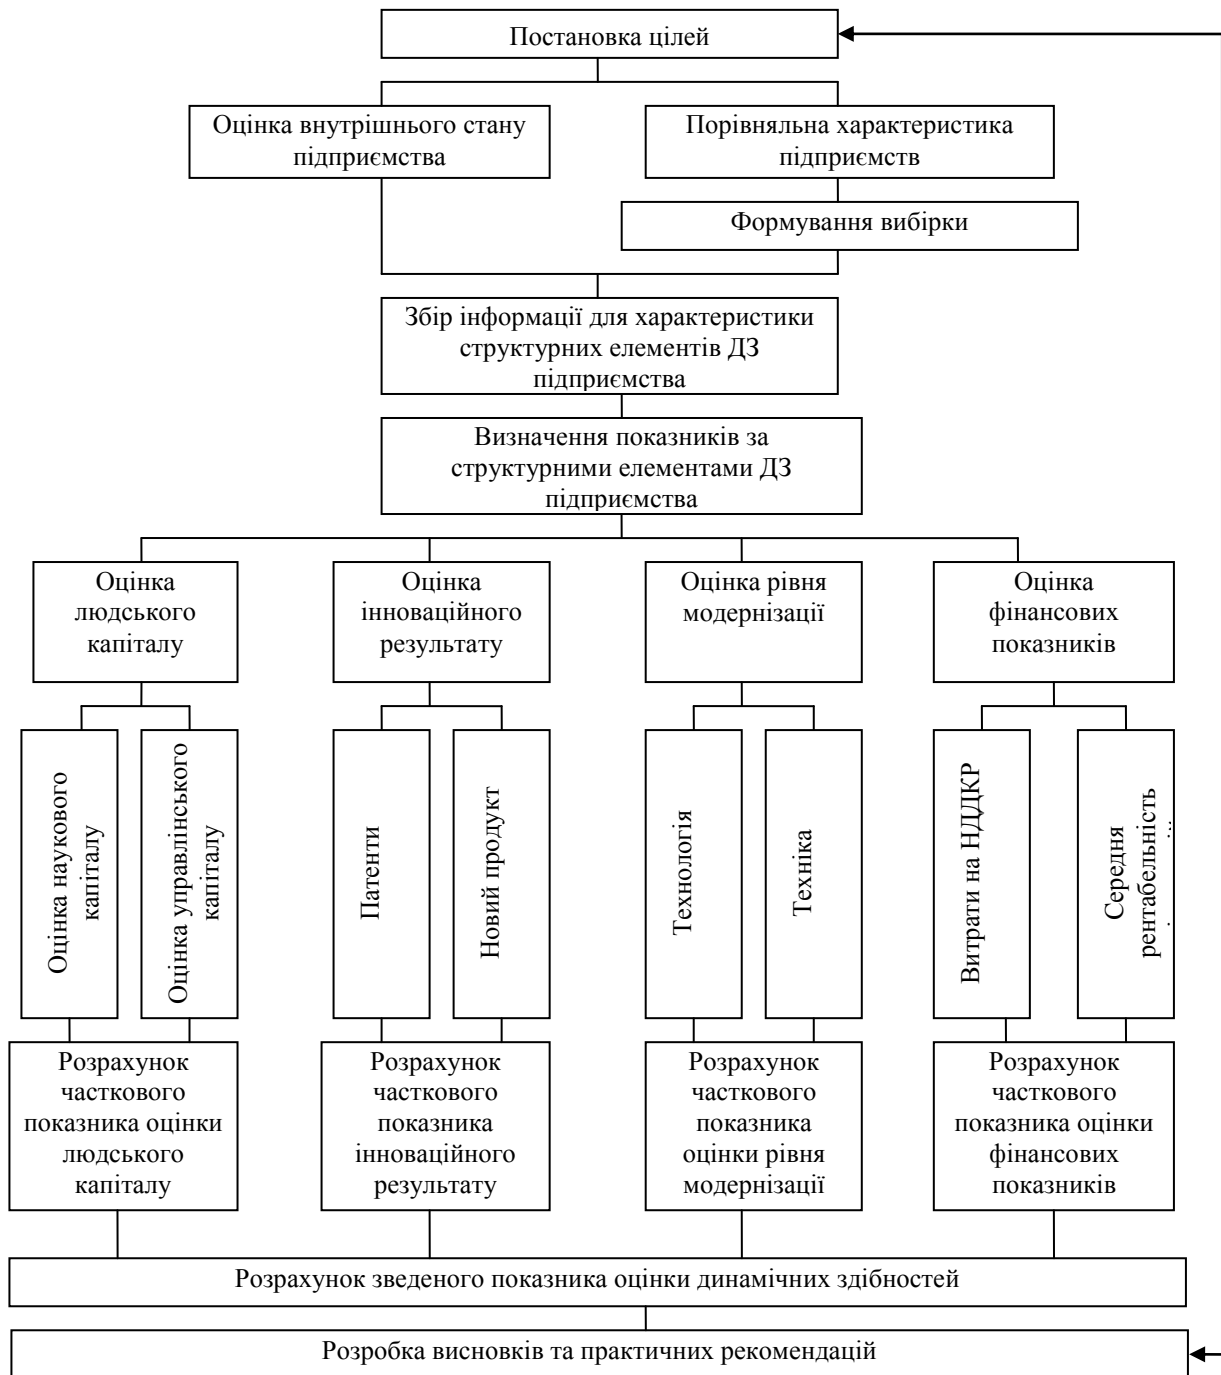 Постановка цілей
Оцінка внутрішнього стану
підприємства
Порівняльна характеристика
підприємств
Формування вибірки
Збір інформації для характеристики
структурних елементів ДЗ
підприємства
Визначення показників за
структурними елементами ДЗ
підприємства
Оцінка
людського
капіталу
Оцінка
інноваційного
результату
Оцінка рівня
модернізації
Оцінка
фінансових
показників
Оцінка наукового
капіталу
Оцінка управлінського
капіталу
Патенти
Новий продукт
Технологія
Техніка
Витрати на НДДКР
Середня
рентабельність
Розрахунок
часткового
показника оцінки
людського
капіталу
Розрахунок
часткового
показника
інноваційного
результату
Розрахунок
часткового
показника
оцінки рівня
модернізації
Розрахунок
часткового
показника оцінки
фінансових
показників
Розрахунок зведеного показника оцінки динамічних здібностей
Розробка висновків та практичних рекомендацій